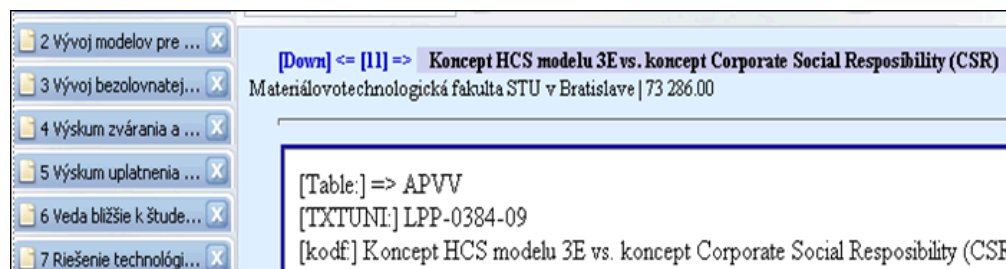 2 Vývoj modelov pre ...
3 Vývoj bezolovnatej...
4 Výskum zvárania a ...
5 Výskum uplatnenia ...
6 Veda bližšie k štude...
7 Riešenie technológi...
[Down] <= [11] => Koncept HCS modelu 3E vs. koncept Corporate Social Resposibility (CSR)
Materiálovotechnologická fakulta STU v Bratislave | 73 286.00
[Table:] => APVV
[TXTUNI:] LPP-0384-09
[kodf:] Koncept HCS modelu 3E vs. koncept Corporate Social Resposibility (CSR